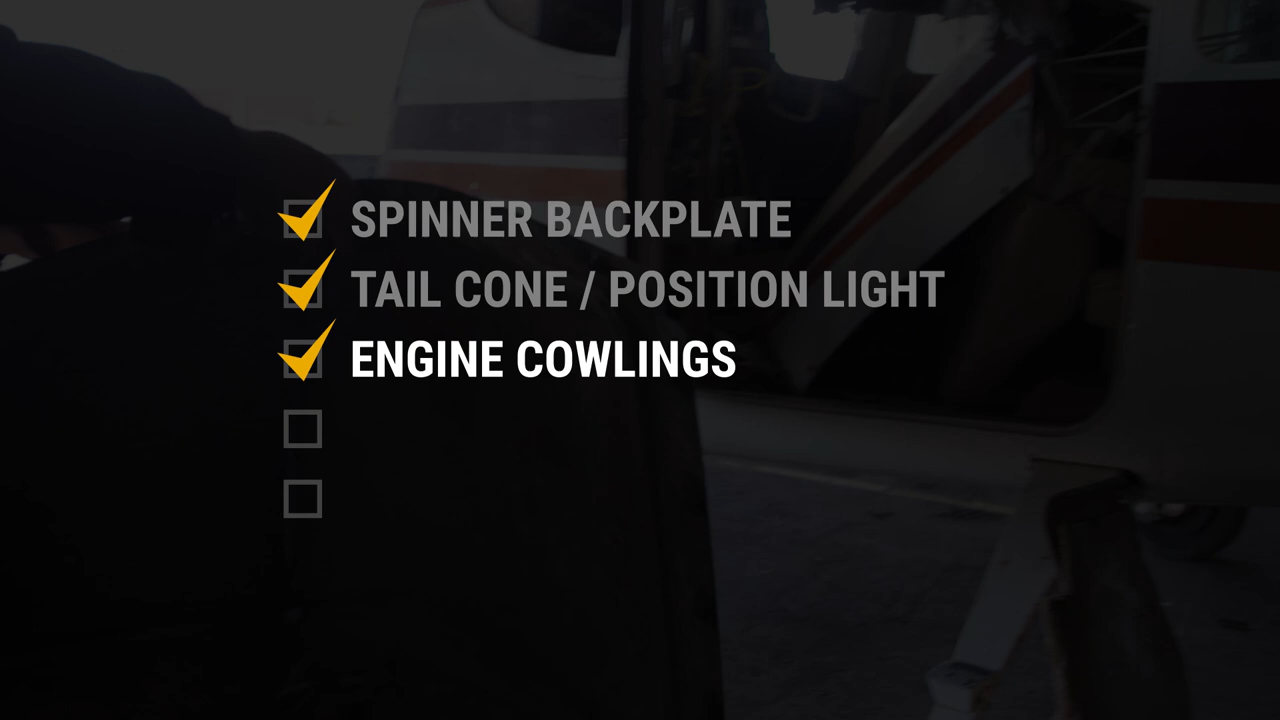 SPINNER BACKPLATE
TAIL CONE / POSITION LIGHT
ENGINE COWLINGS